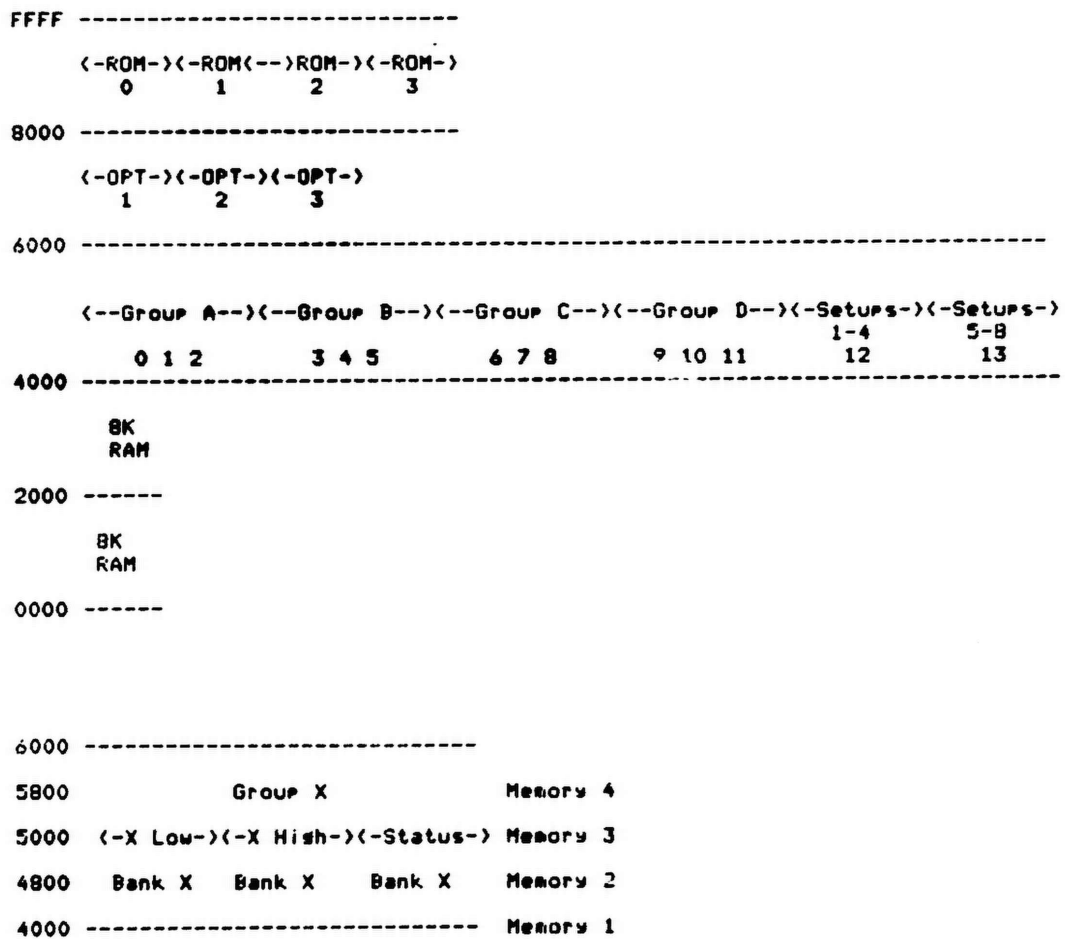 FFFF ----------------------------
<-ROM-><-ROM<-->ROM-><-ROM->
0 1 2 3
8000 ----------------------------
<-OPT-><-OPT-><-OPT->
1 2 3
6000 ------------------------------------------------------------------------
<--Group A--><--Group B--><--Group C--><--Group D--><-Setups-><-Setups->
1-4 5-8
0 1 2 3 4 5 6 7 8 9 10 11 12 13
4000 -------------------------------------------------------------------------
8K
RAM
2000 ------
8K
RAM
0000 ------
6000 -----------------------------
5800 Group X Memory 4
5000 <-X Low-><-X High-><-Status-> Memory 3
4800 Bank X Bank X Bank X Memory 2
4000 ----------------------------- Memory 1